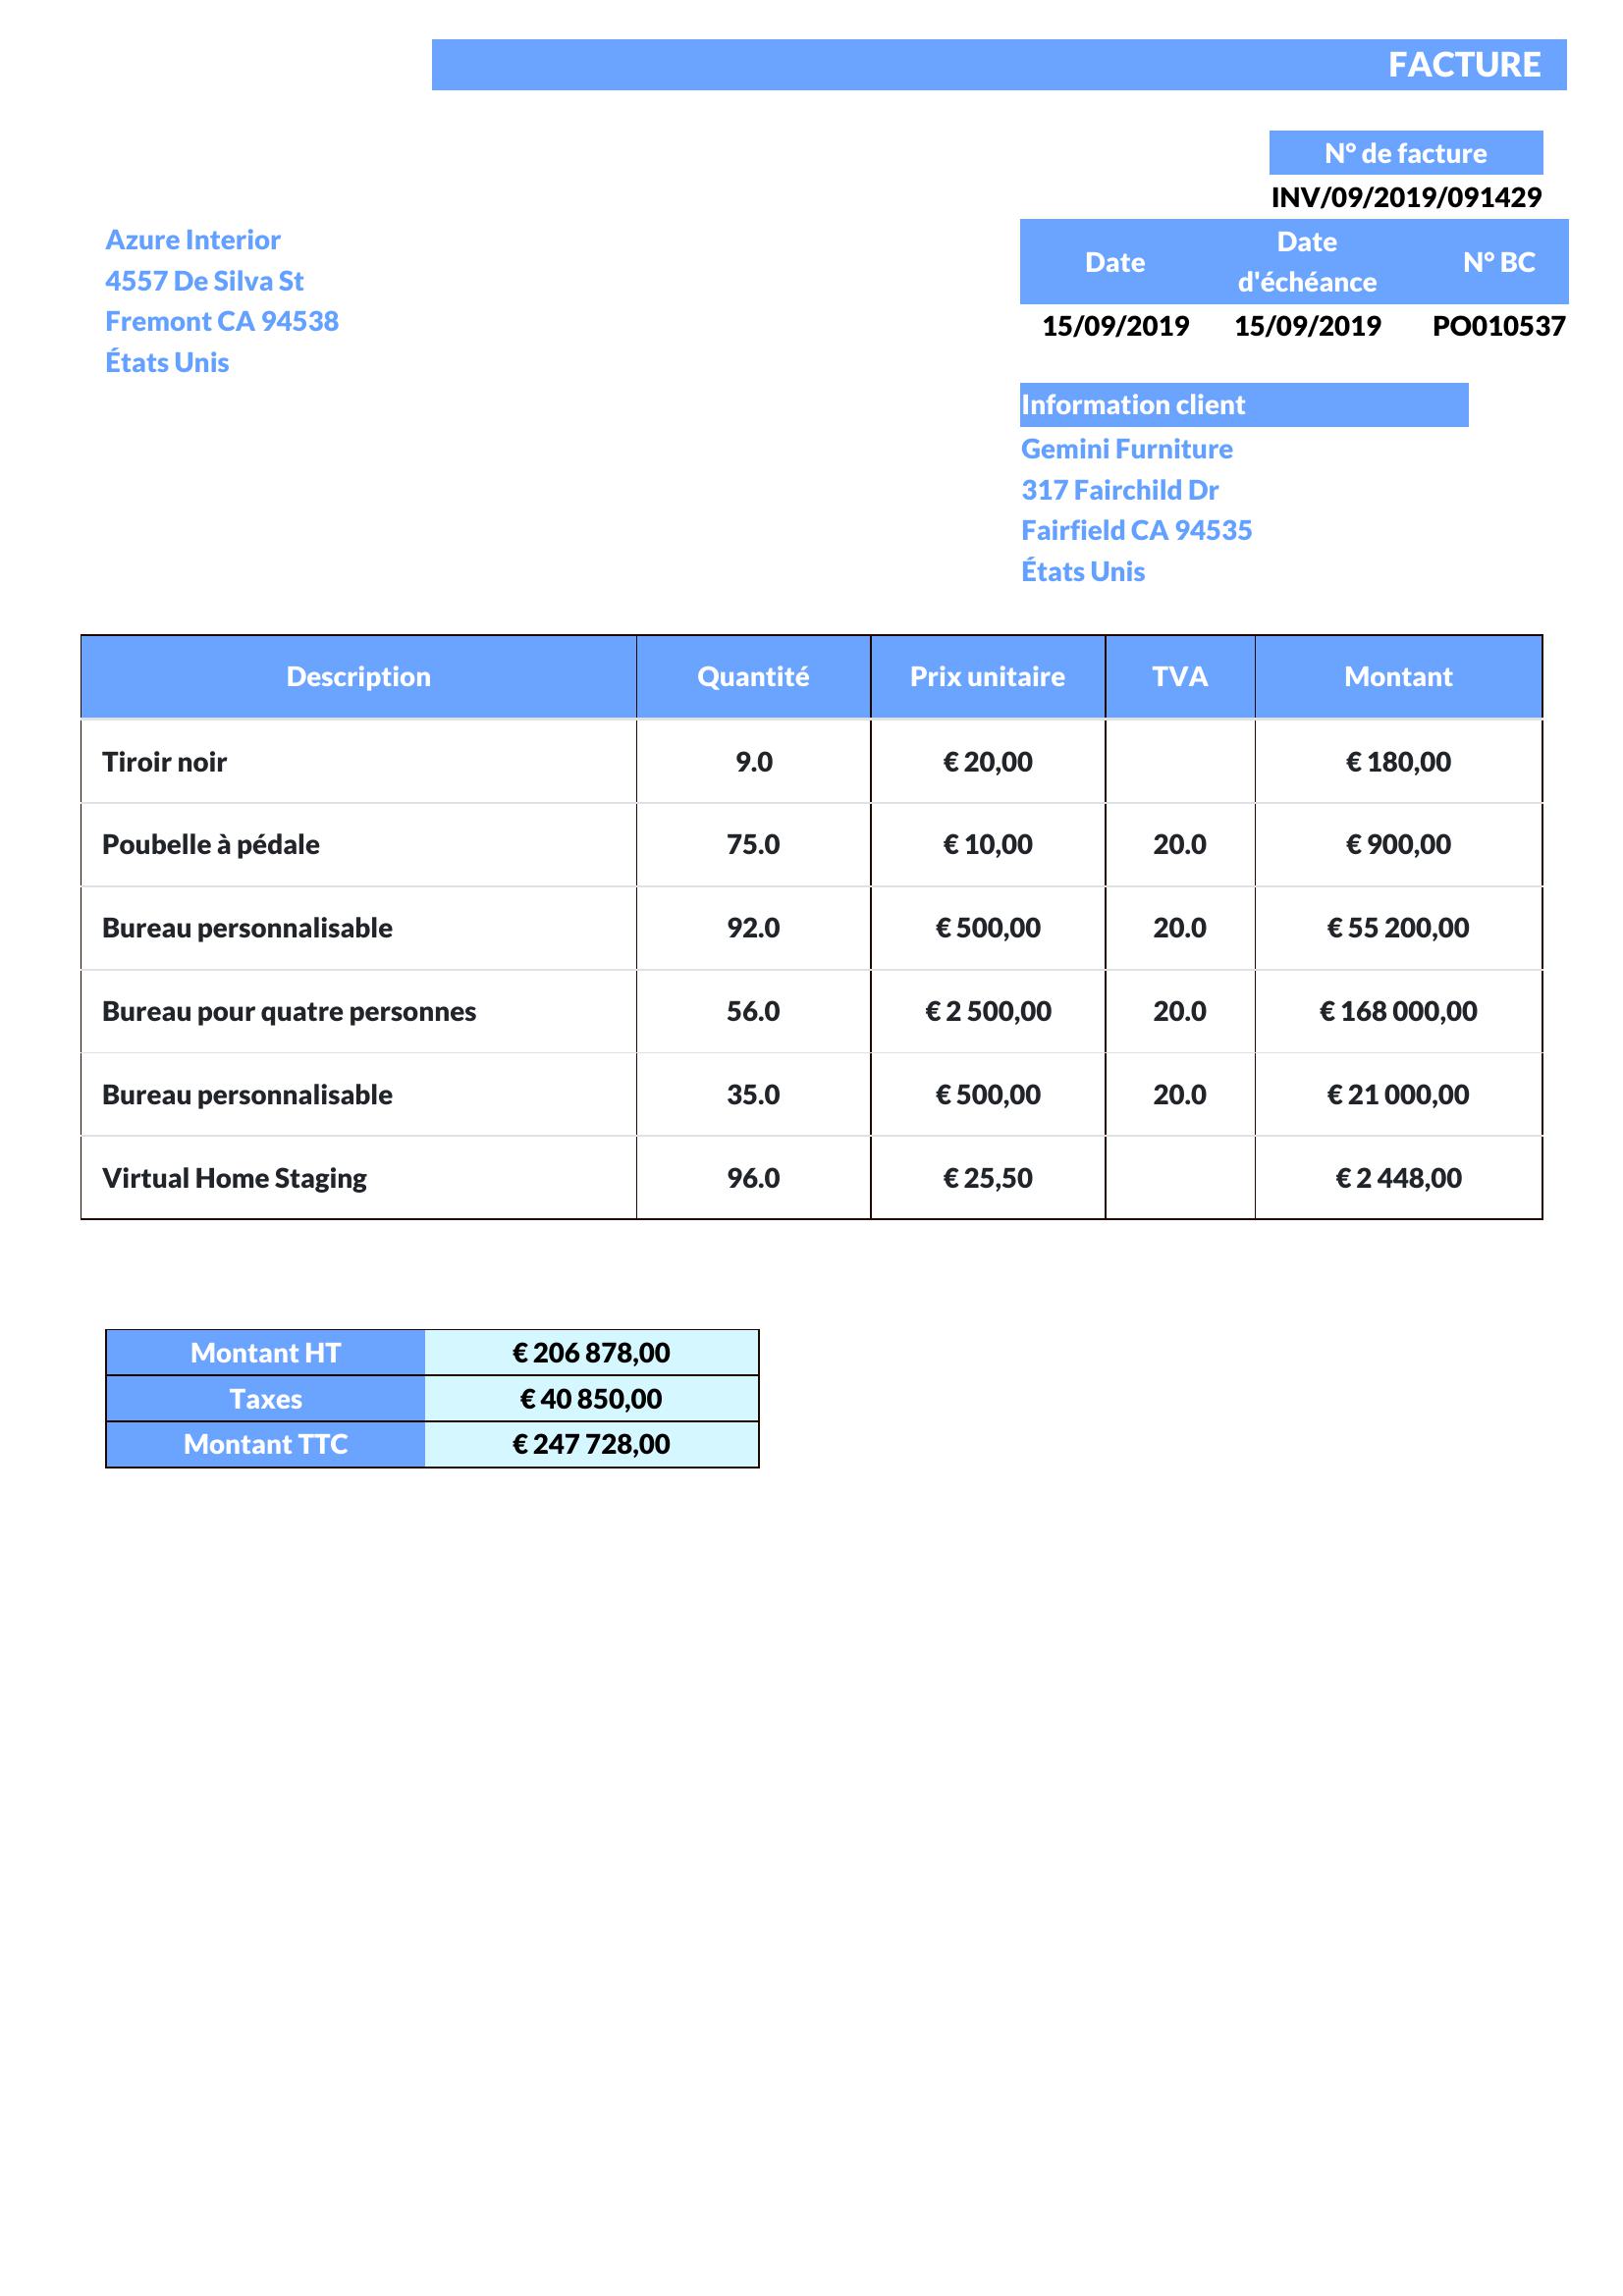 FACTURE
N° de facture
INV/09/2019/091429
Azure Interior
4557 De Silva St
Fremont CA 94538
États Unis
Date Date d'échéance N° BC
15/09/2019 15/09/2019 PO010537
Information client
Gemini Furniture
317 Fairchild Dr
Fairfield CA 94535
États Unis
Description Quantité Prix unitaire TVA Montant
Tiroir noir 9.0 € 20,00 € 180,00
Poubelle à pédale 75.0 € 10,00 20.0 € 900,00
Bureau personnalisable 92.0 € 500,00 20.0 € 55 200,00
Bureau pour quatre personnes 56.0 € 2 500,00 20.0 € 168 000,00
Bureau personnalisable 35.0 € 500,00 20.0 € 21 000,00
Virtual Home Staging 96.0 € 25,50 € 2 448,00
Montant HT € 206 878,00
Taxes € 40 850,00
Montant TTC € 247 728,00